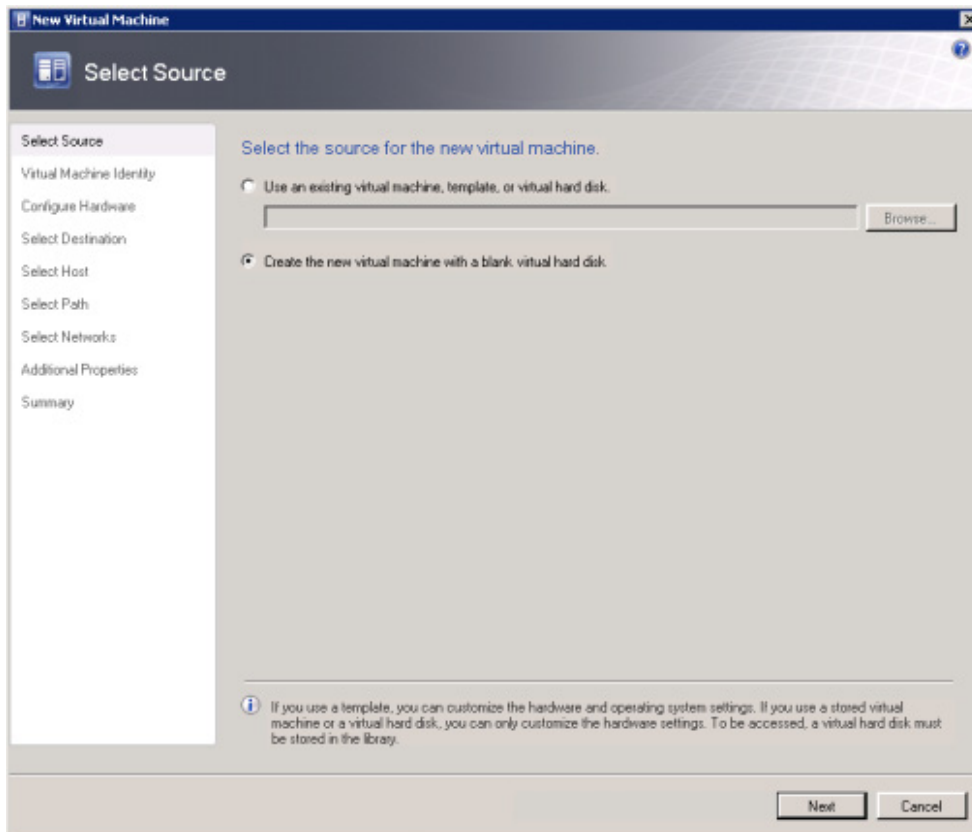 New Virtual Machine
Select Source
Select Source
Virtual Machine Identity
Configure Hardware
Select Destination
Select Host
Select Path
Select Networks
Additional Properties
Summary
Select the source for the new virtual machine.
Use an existing virtual machine, template, or virtual hard disk.
Browse...
Create the new virtual machine with a blank virtual hard disk.
If you use a template, you can customize the hardware and operating system settings. If you use a stored virtual
machine or a virtual hard disk, you can only customize the hardware settings. To be accessed, a virtual hard disk must
be stored in the library.
Next
Cancel